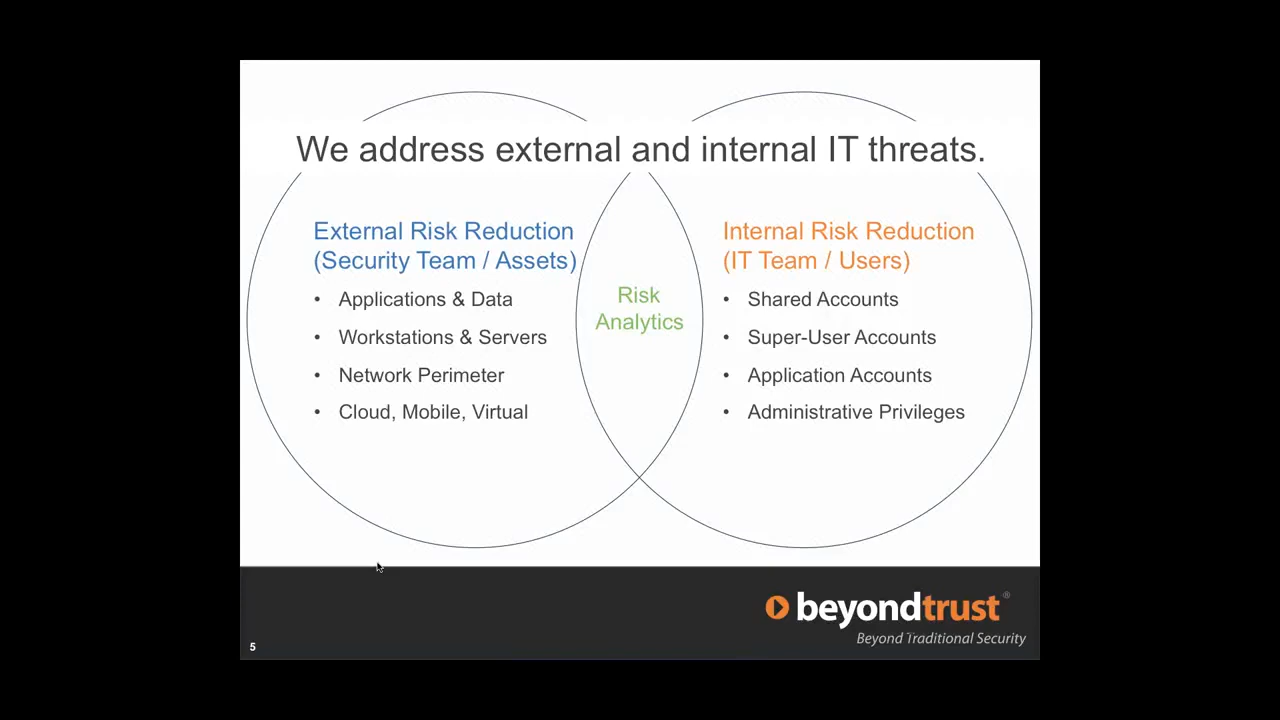 We address external and internal IT threats.
External Risk Reduction
(Security Team / Assets)
• Applications & Data
• Workstations & Servers
• Network Perimeter
• Cloud, Mobile, Virtual
Risk
Analytics
Internal Risk Reduction
(IT Team / Users)
• Shared Accounts
• Super-User Accounts
• Application Accounts
• Administrative Privileges
beyondtrust®
Beyond Traditional Security
5